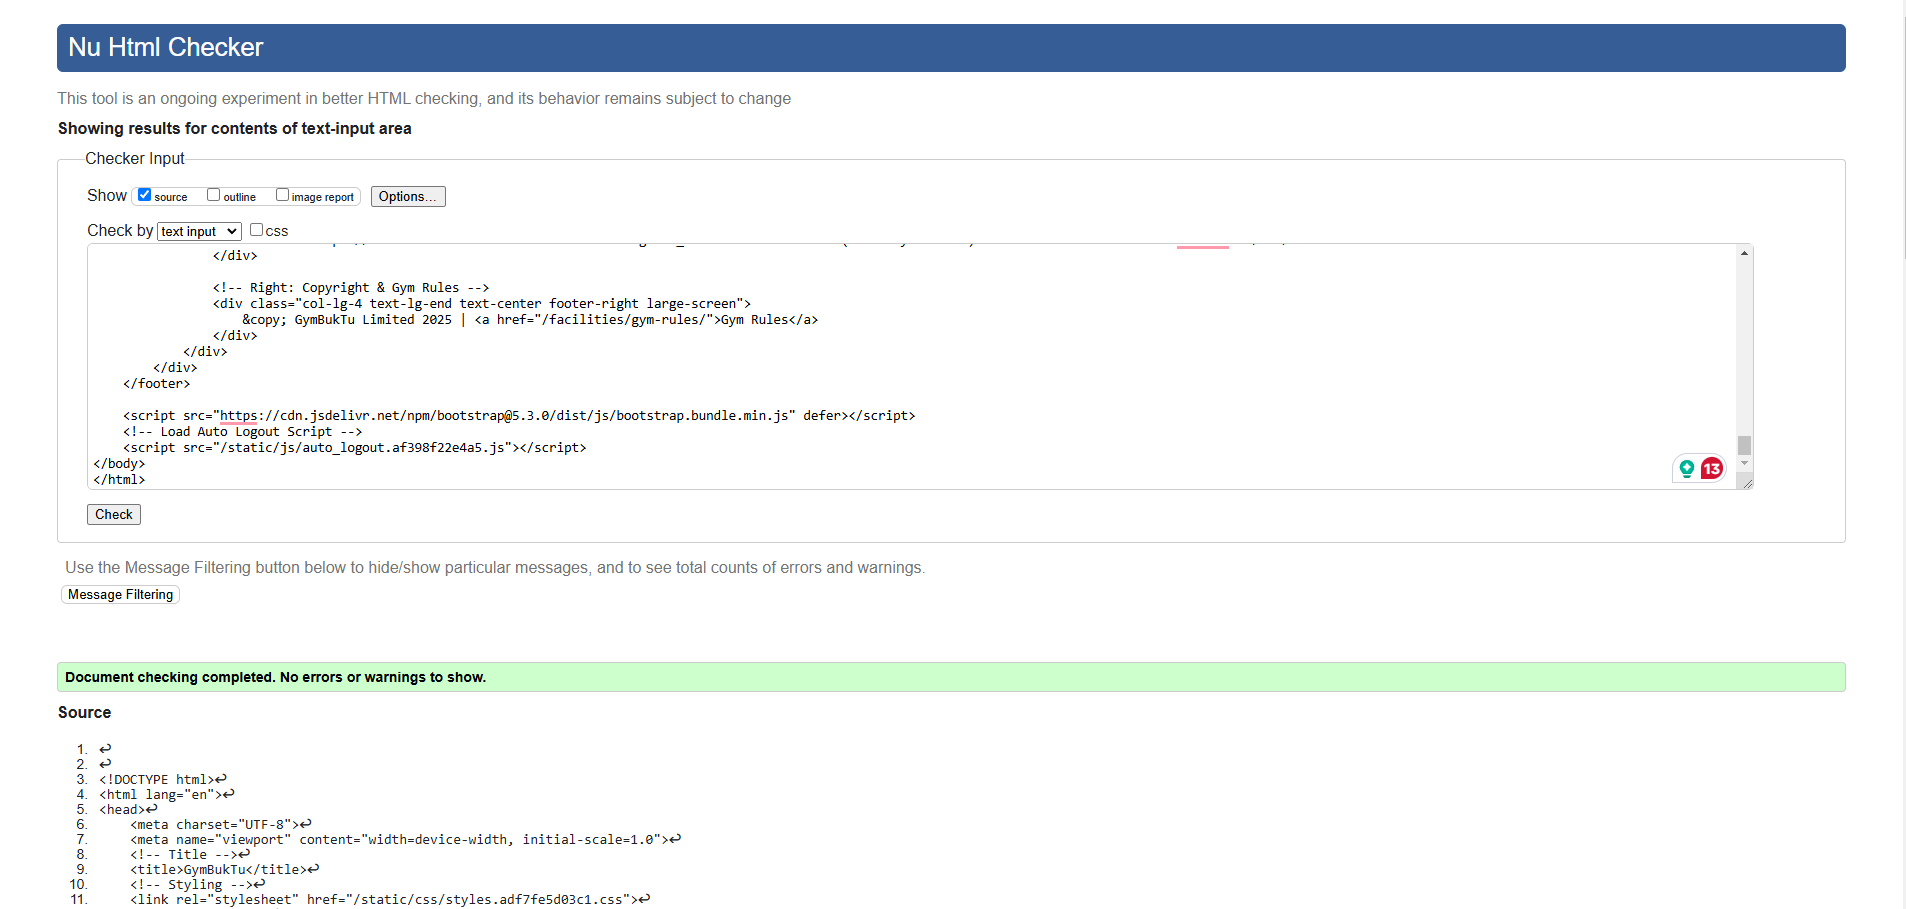 Nu Html Checker
This tool is an ongoing experiment in better HTML checking, and its behavior remains subject to change
Showing results for contents of text-input area
Checker Input
Show source outline image report Options...
Check by text input css
</div>
<!-- Right: Copyright & Gym Rules -->
<div class="col-lg-4 text-lg-end text-center footer-right large-screen">
&copy; GymBukTu Limited 2025 | <a href="/facilities/gym-rules/">Gym Rules</a>
</div>
</div>
</div>
</footer>
<script src="https://cdn.jsdelivr.net/npm/bootstrap@5.3.0/dist/js/bootstrap.bundle.min.js" defer></script>
<!-- Load Auto Logout Script -->
<script src="/static/js/auto_logout.af398f22e4a5.js"></script>
</body>
</html>
13
Check
Use the Message Filtering button below to hide/show particular messages, and to see total counts of errors and warnings.
Message Filtering
Document checking completed. No errors or warnings to show.
Source
1. ↩
2. ↩
3. <!DOCTYPE html>↩
4. <html lang="en">↩
5. <head>↩
6. <meta charset="UTF-8">↩
7. <meta name="viewport" content="width=device-width, initial-scale=1.0">↩
8. <!-- Title -->↩
9. <title>GymBukTu</title>↩
10. <!-- Styling -->↩
11. <link rel="stylesheet" href="/static/css/styles.adf7fe5d03c1.css">↩